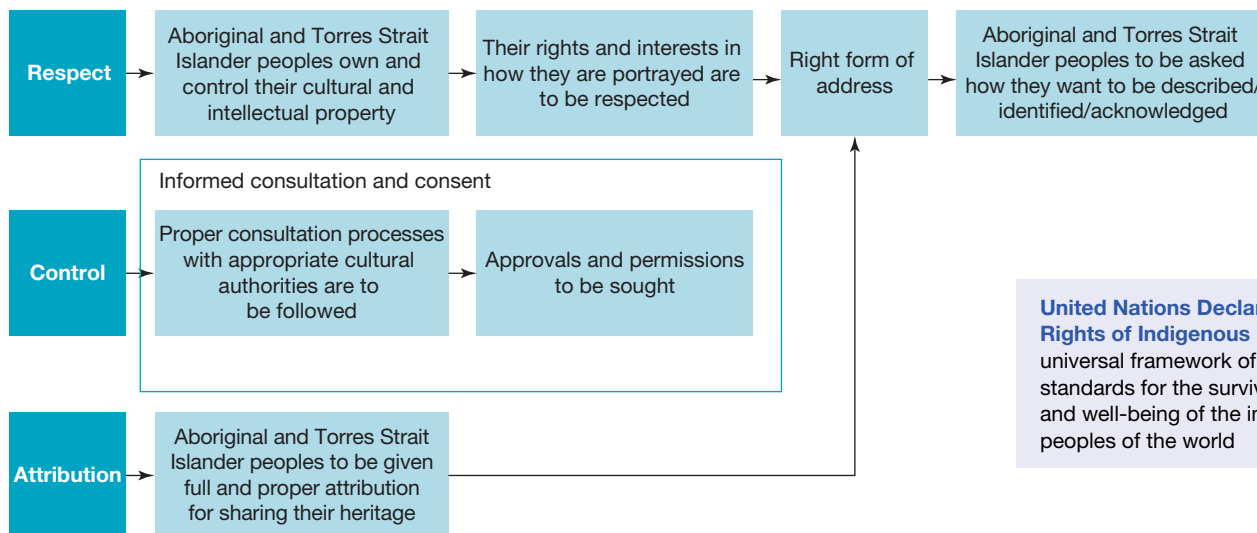 Respect
Aboriginal and Torres Strait
Islander peoples own and
control their cultural and
intellectual property
Their rights and interests in
how they are portrayed are
to be respected
Right form of
address
Aboriginal and Torres Strait
Islander peoples to be asked
how they want to be described/
identified/acknowledged
Informed consultation and consent
Control
Proper consultation processes
with appropriate cultural
authorities are to
be followed
Approvals and permissions
to be sought
United Nations
Rights of Indigenous
universal framework of
standards for the
and well-being of the
peoples of the world
Attribution
Aboriginal and Torres Strait
Islander peoples to be given
full and proper attribution
for sharing their heritage